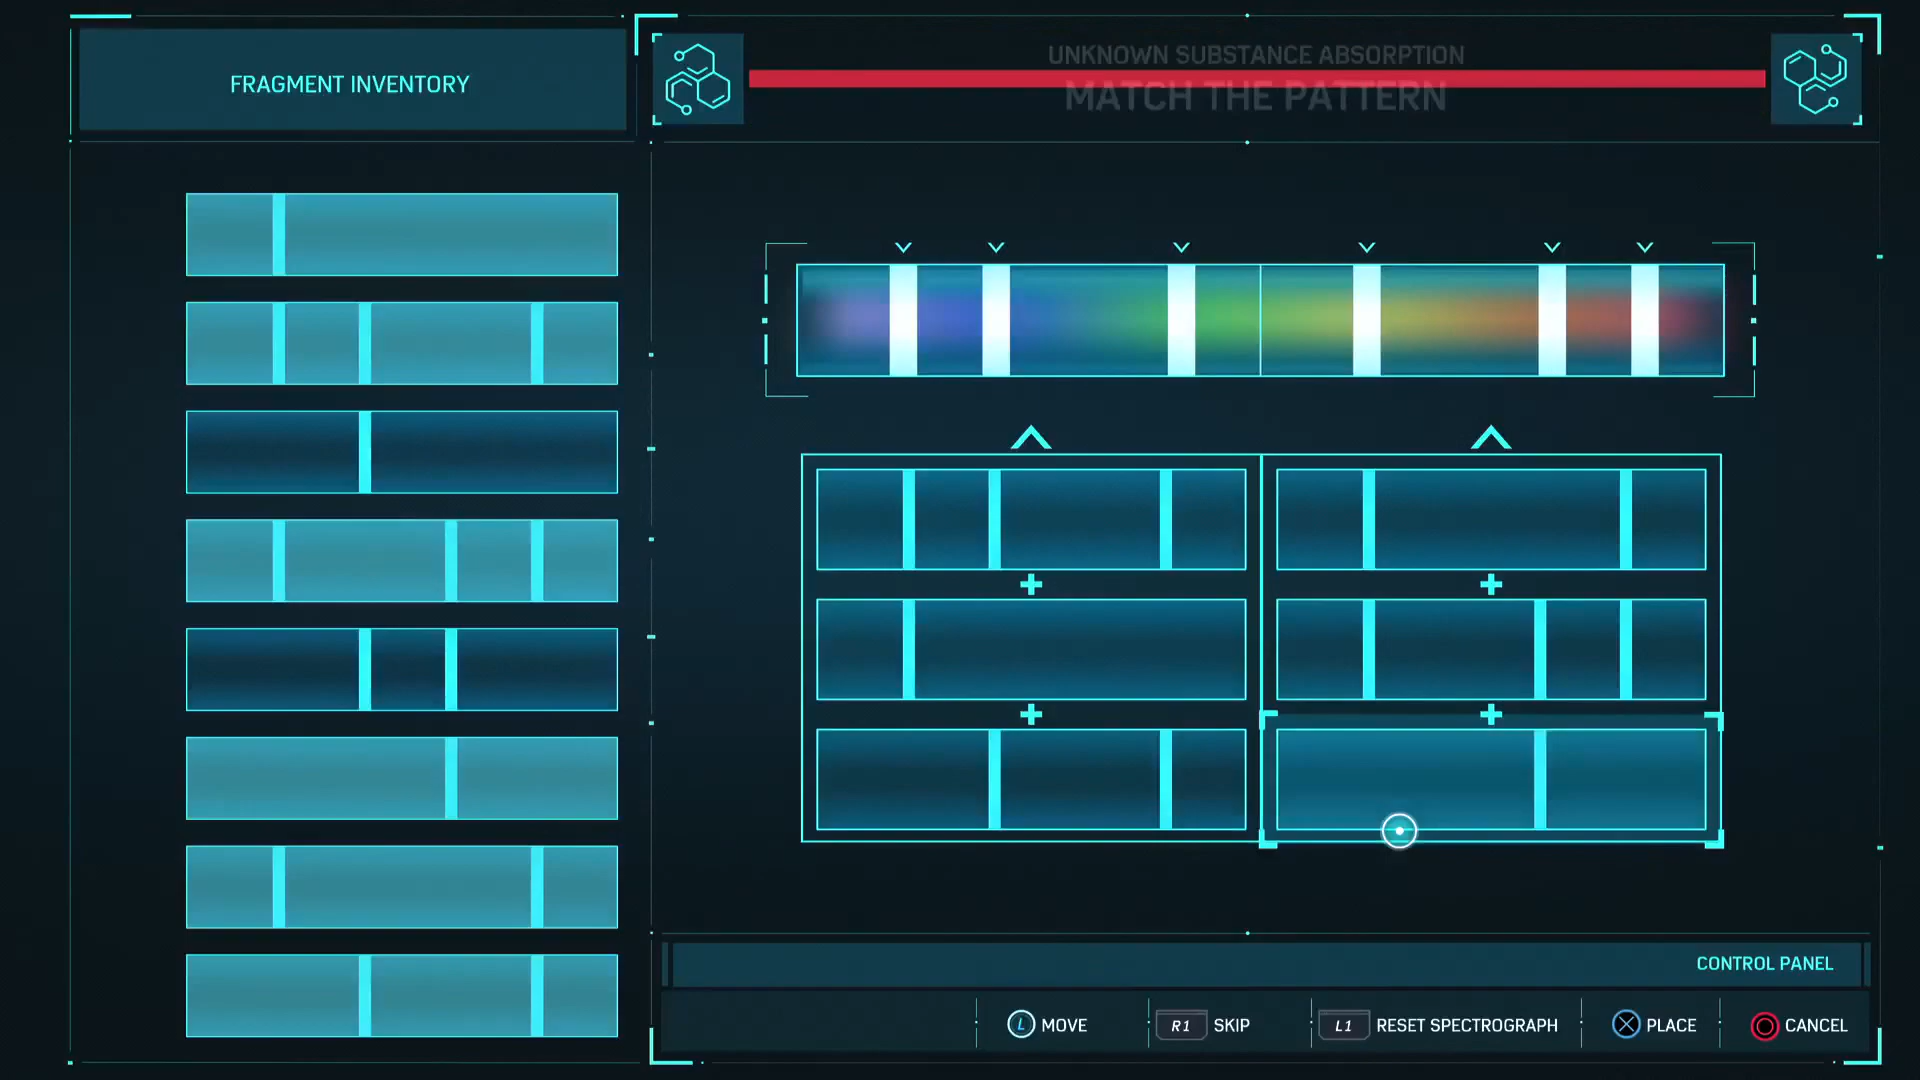 FRAGMENT INVENTORY
UNKNOWN SUBSTANCE ABSORPTION
MATCH THE PATTERN
CONTROL PANEL
L MOVE
R1 SKIP
L1 RESET SPECTROGRAPH
PLACE
CANCEL